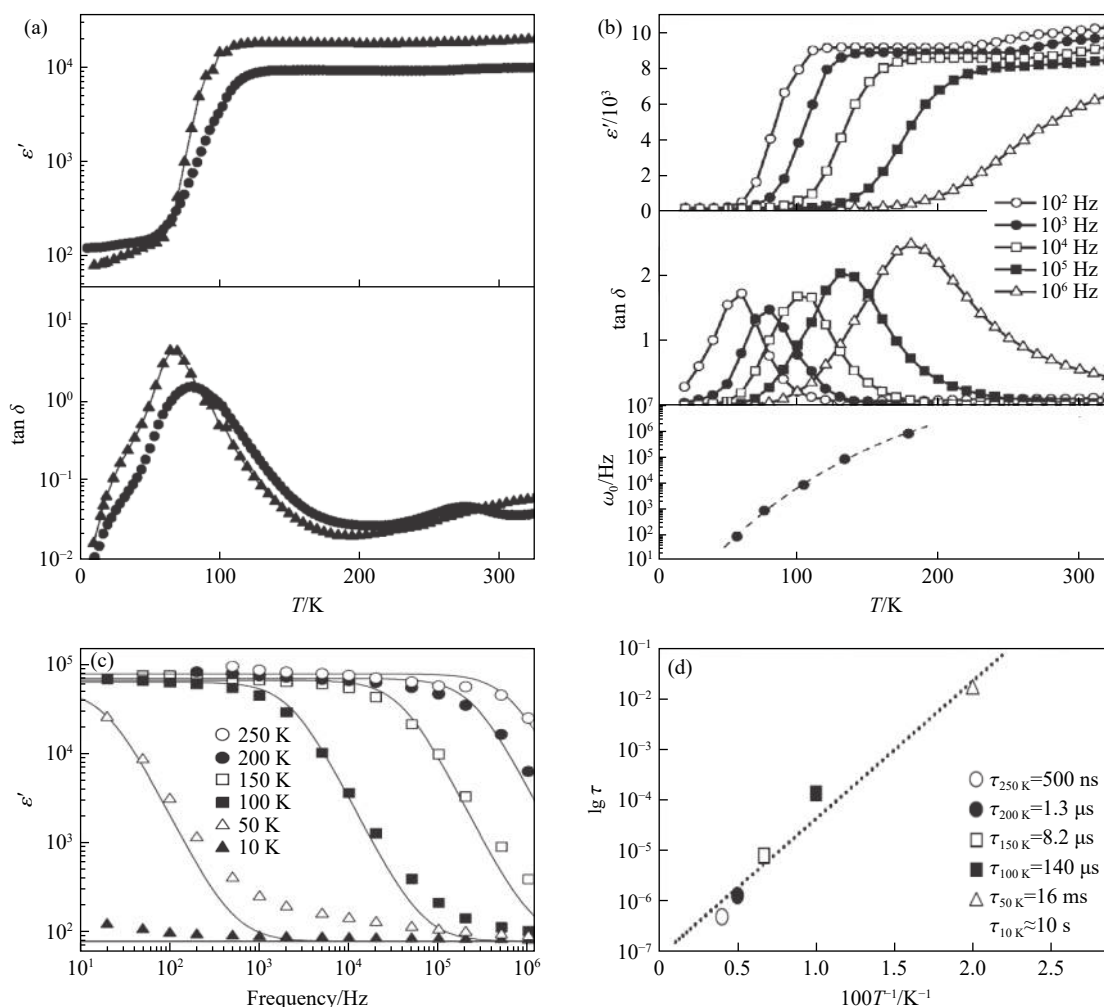 (a)
10⁴
ε′
10³
10²
10¹
10⁰
tan δ
10⁻¹
10⁻²
0
100
200
300
T/K
(b)
10
8
ε′/10³
6
4
2
0
10² Hz
10³ Hz
10⁴ Hz
10⁵ Hz
10⁶ Hz
2
tan δ
1
10⁷
10⁶
10⁵
ω₀/Hz
10⁴
10³
10²
10¹
0
100
200
300
T/K
(c)
10⁵
10⁴
ε′
10³
10²
250 K
200 K
150 K
100 K
50 K
10 K
10¹
10²
10³
10⁴
10⁵
10⁶
Frequency/Hz
(d)
10⁻¹
10⁻²
10⁻³
lg τ
10⁻⁴
10⁻⁵
10⁻⁶
10⁻⁷
τ₂₅₀ K=500 ns
τ₂₀₀ K=1.3 μs
τ₁₅₀ K=8.2 μs
τ₁₀₀ K=140 μs
τ₅₀ K=16 ms
τ₁₀ K≈10 s
0
0.5
1.0
1.5
2.0
2.5
100T⁻¹/K⁻¹